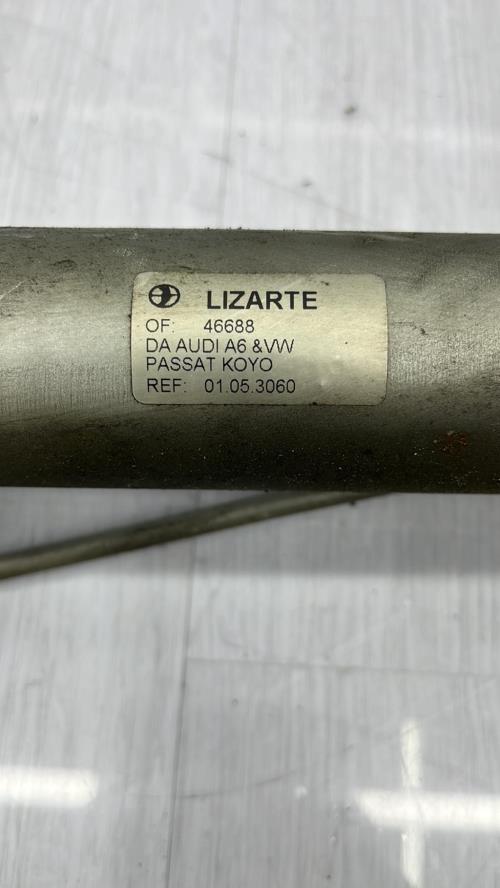 LIZARTE
OF: 46688
DA AUDI A6 &VW
PASSAT KOYO
REF: 01.05.3060